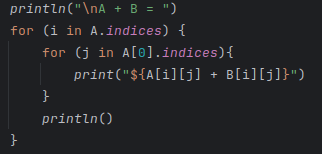 println("\nA + B = ")
for (i in A.indices) {
    for (j in A[0].indices){
        print("${A[i][j] + B[i][j]}")
    }
    println()
}